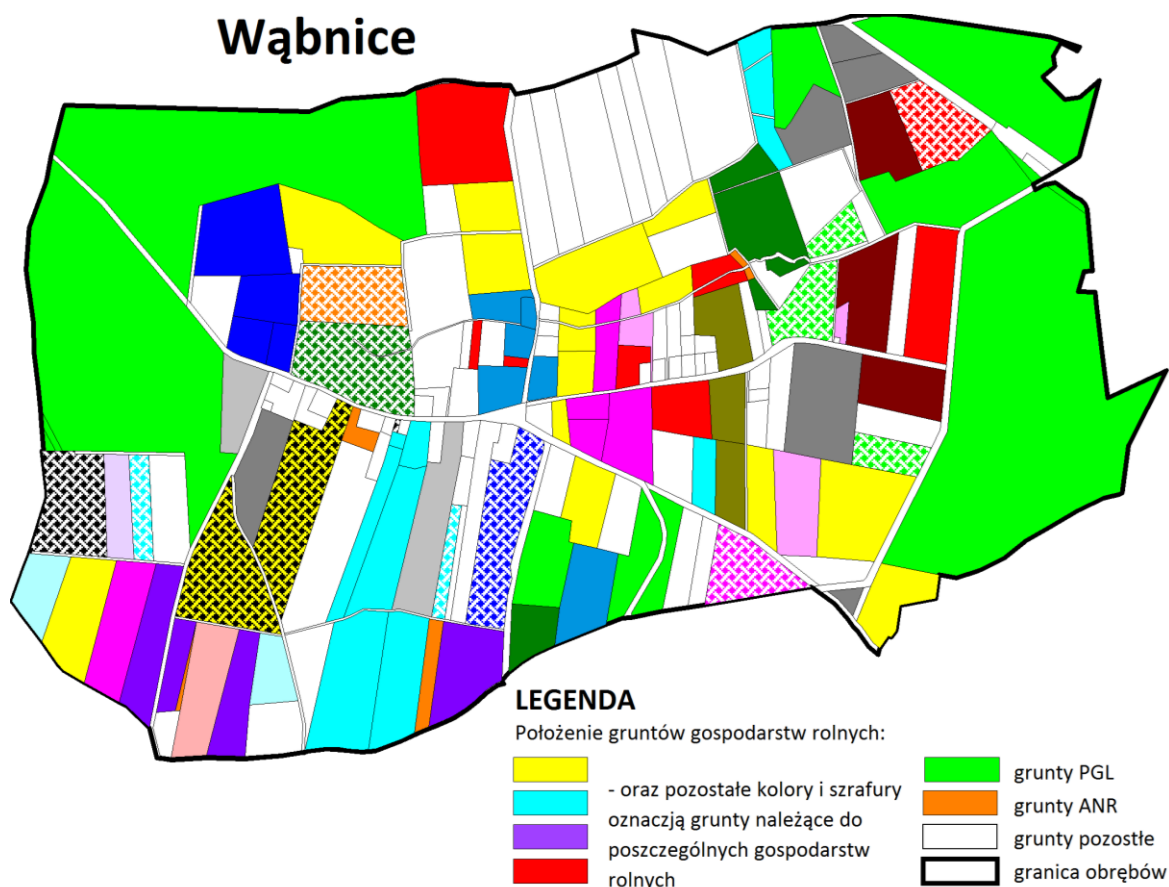 Wąbnice
LEGENDA
Położenie gruntów gospodarstw rolnych:
- oraz pozostałe kolory i szrafury
oznaczją grunty należące do
poszczególnych gospodarstw
rolnych
grunty PGL
grunty ANR
grunty pozostłe
granica obrębów